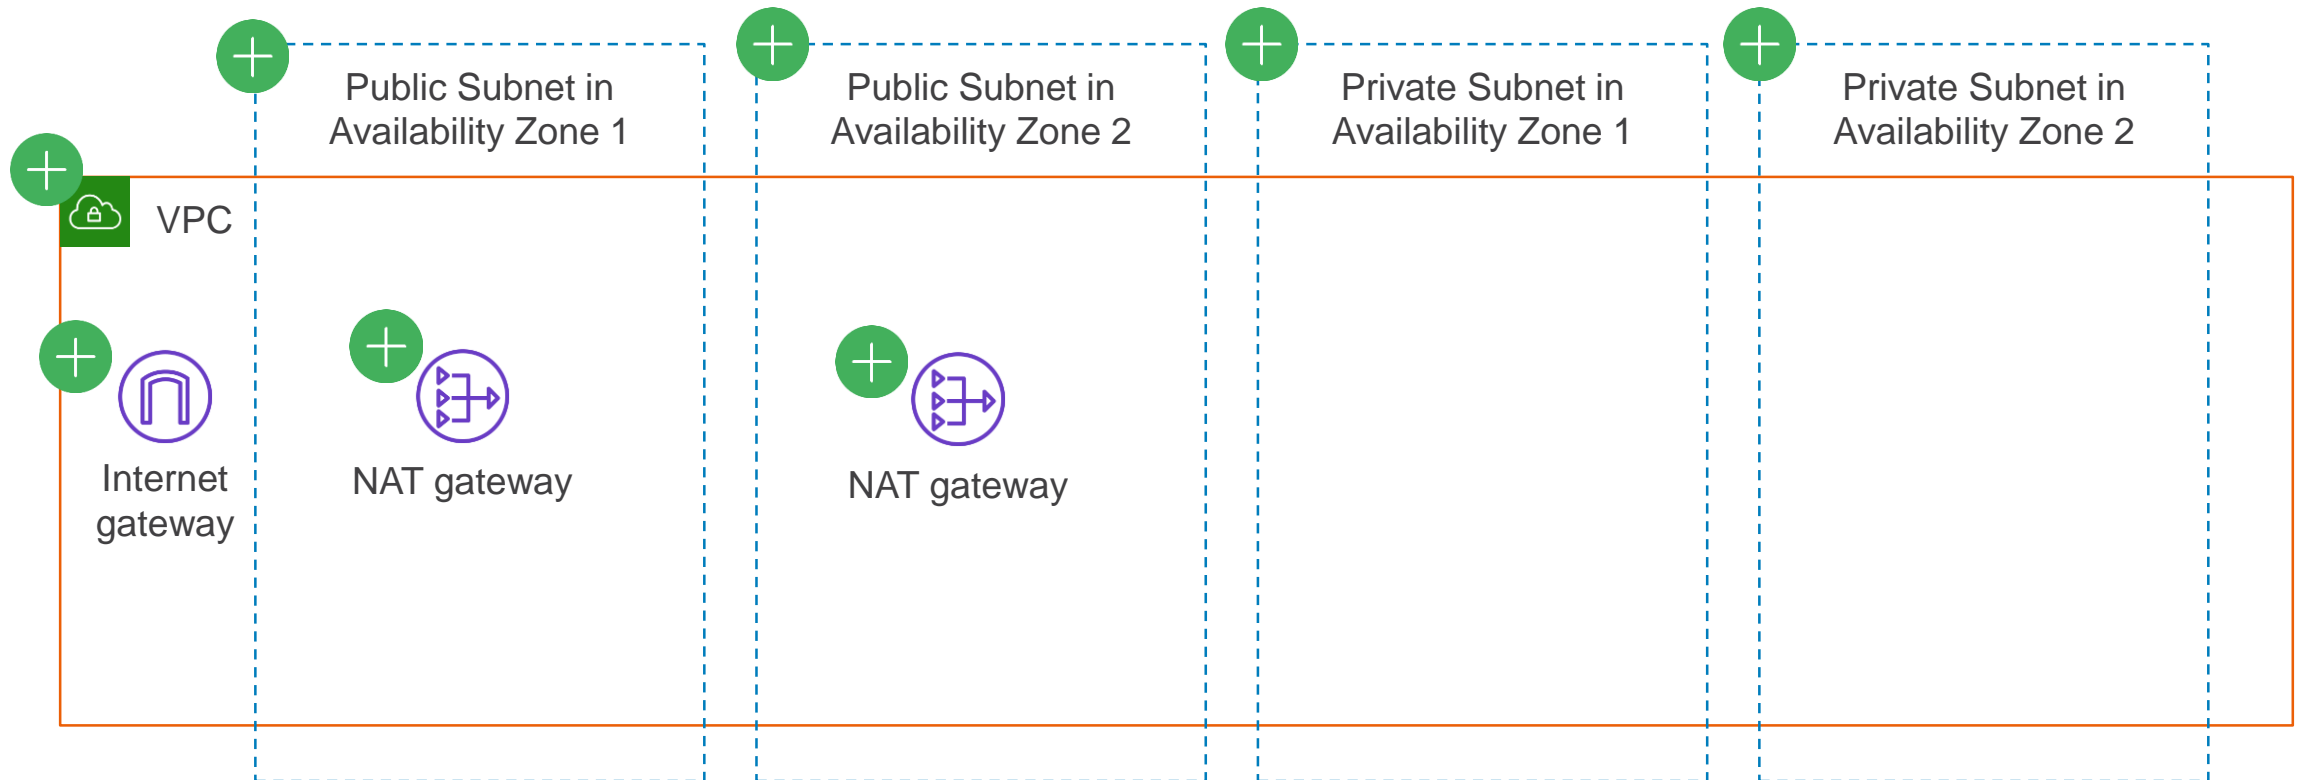 Public Subnet in
Availability Zone 1
Public Subnet in
Availability Zone 2
Private Subnet in
Availability Zone 1
Private Subnet in
Availability Zone 2
VPC
Internet
gateway
NAT gateway
NAT gateway